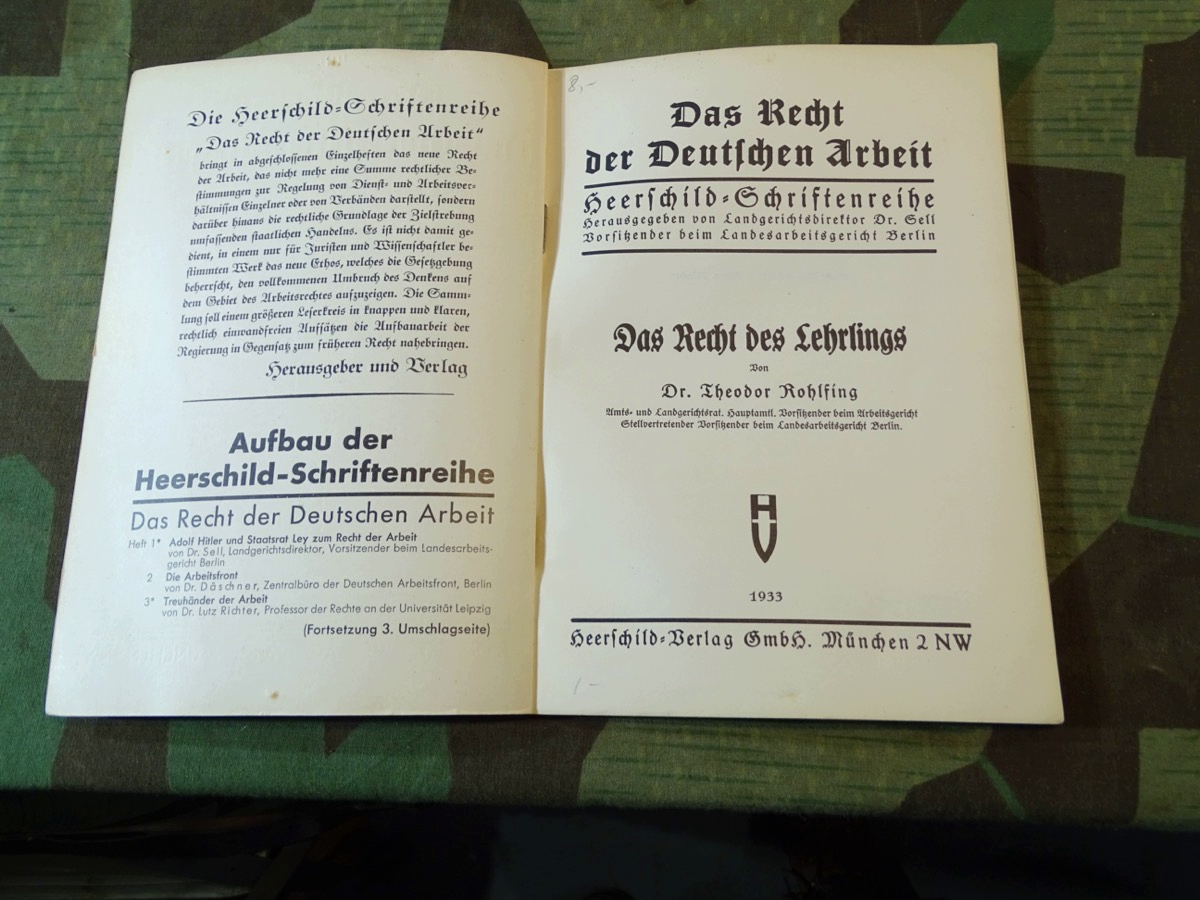 Die Heerschild-Schriftenreihe
„Das Recht der Deutschen Arbeit“
bringt in abgeschlossenen Einzelheften das neue Recht
der Arbeit, das nicht mehr eine Summe rechtlicher Be-
stimmungen zur Regelung von Dienst- und Arbeitsver-
hältnissen Einzelner oder von Verbänden darstellt, sondern
darüber hinaus die rechtliche Grundlage der Zielstrebung
umfassenden staatlichen Handelns. Es ist nicht damit ge-
dient, in einem nur für Juristen und Wissenschaftler be-
stimmten Werk das neue Ethos, welches die Gesetzgebung
beherrscht, den vollkommenen Umbruch des Denkens auf
dem Gebiet des Arbeitsrechtes aufzuzeigen. Die Samm-
lung soll einem größeren Leserkreis in knappen und klaren,
rechtlich einwandfreien Aufsätzen die Aufbauarbeit der
Regierung in Gegensatz zum früheren Recht nahebringen.
Herausgeber und Verlag
Aufbau der
Heerschild-Schriftenreihe
Das Recht der Deutschen Arbeit
Heft 1* Adolf Hitler und Staatsrat Ley zum Recht der Arbeit
von Dr. Sell, Landgerichtsdirektor, Vorsitzender beim Landesarbeits-
gericht Berlin
2 Die Arbeitsfront
von Dr. Däschner, Zentralbüro der Deutschen Arbeitsfront, Berlin
3* Treuhänder der Arbeit
von Dr. Lutz Richter, Professor der Rechte an der Universität Leipzig
(Fortsetzung 3. Umschlagseite)
8,-
Das Recht
der Deutschen Arbeit
Heerschild-Schriftenreihe
Herausgegeben von Landgerichtsdirektor Dr. Sell
Vorsitzender beim Landesarbeitsgericht Berlin
Das Recht des Lehrlings
Von
Dr. Theodor Rohlfing
Amts- und Landgerichtsrat. Hauptamtl. Vorsitzender beim Arbeitsgericht
Stellvertretender Vorsitzender beim Landesarbeitsgericht Berlin.
1933
Heerschild-Verlag GmbH. München 2 NW
1 -